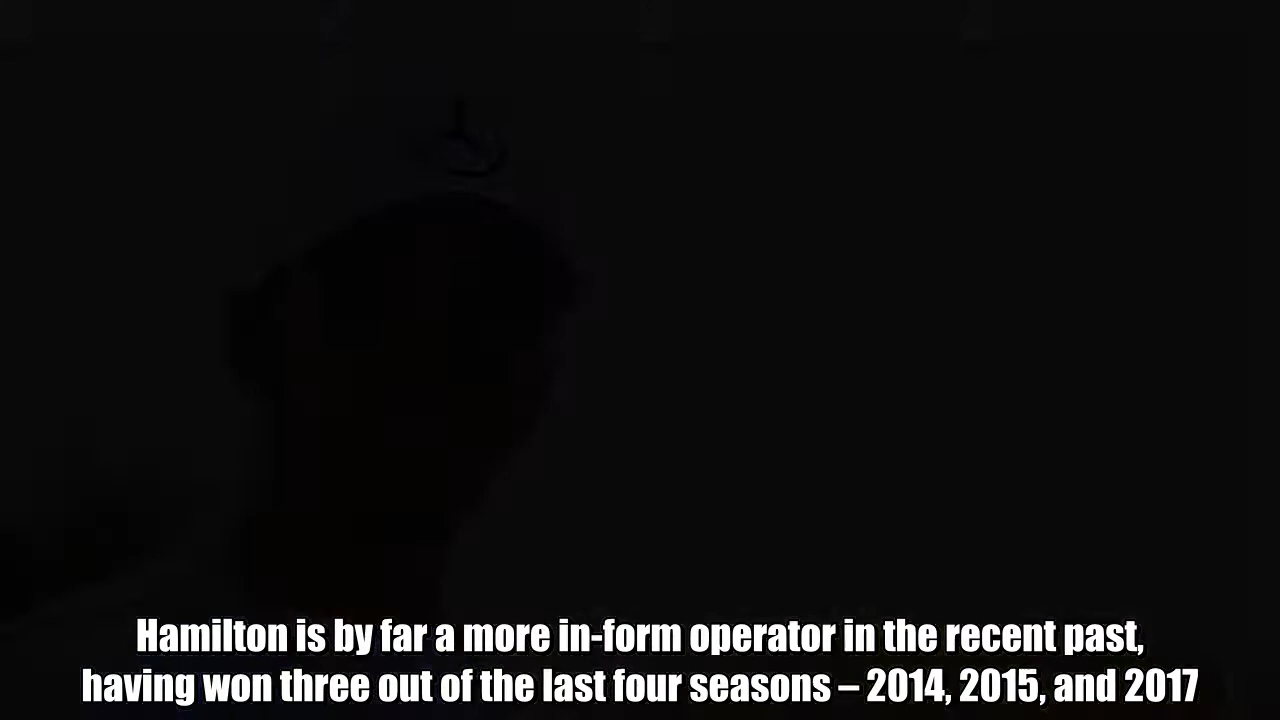 Hamilton is by far a more in-form operator in the recent past,
having won three out of the last four seasons – 2014, 2015, and 2017